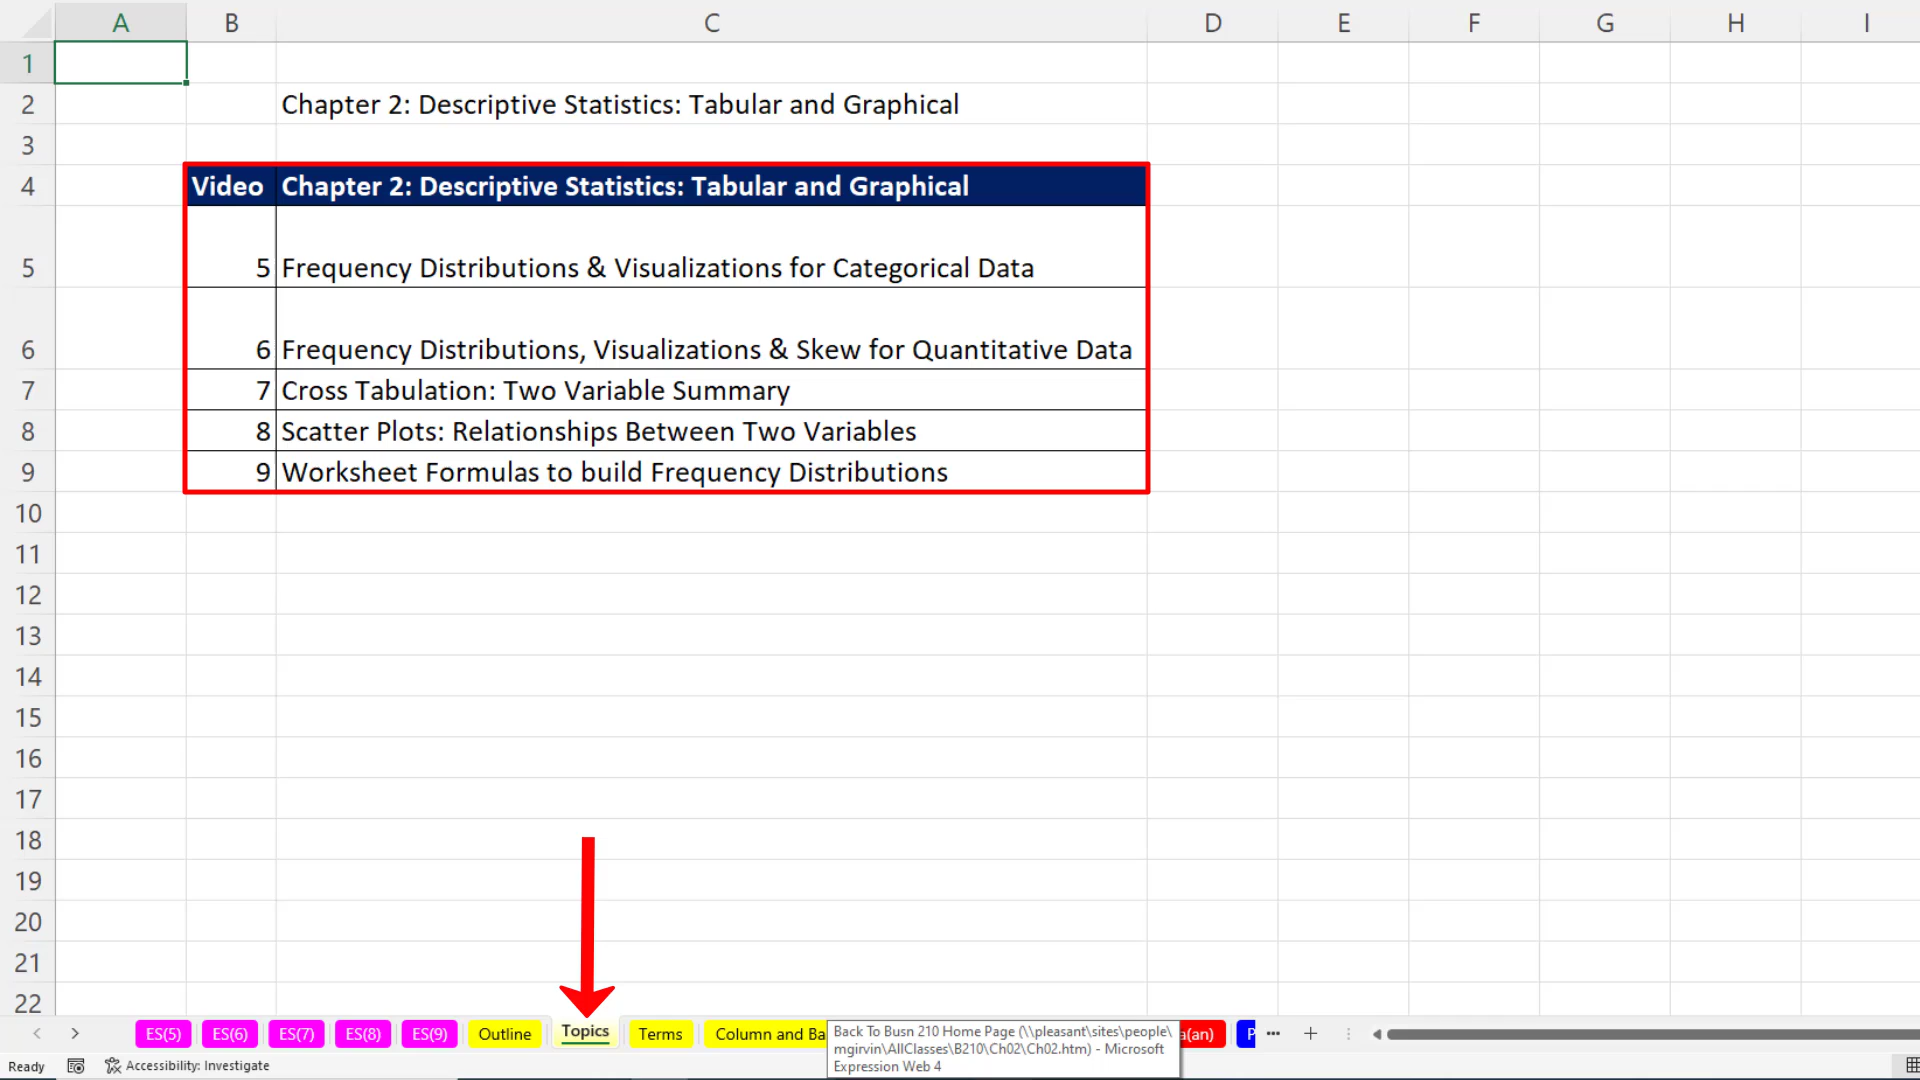 A B C D E F G H I
1
2 Chapter 2: Descriptive Statistics: Tabular and Graphical
3
4 Video Chapter 2: Descriptive Statistics: Tabular and Graphical
5 5 Frequency Distributions & Visualizations for Categorical Data
6 6 Frequency Distributions, Visualizations & Skew for Quantitative Data
7 7 Cross Tabulation: Two Variable Summary
8 8 Scatter Plots: Relationships Between Two Variables
9 9 Worksheet Formulas to build Frequency Distributions
10
11
12
13
14
15
16
17
18
19
20
21
22
ES(5) ES(6) ES(7) ES(8) ES(9) Outline Topics Terms Column and Ba a(an) P
Back To Busn 210 Home Page (\\pleasant\sites\people\
mgirvin\AllClasses\B210\Ch02\Ch02.htm) - Microsoft
Expression Web 4
Ready Accessibility: Investigate